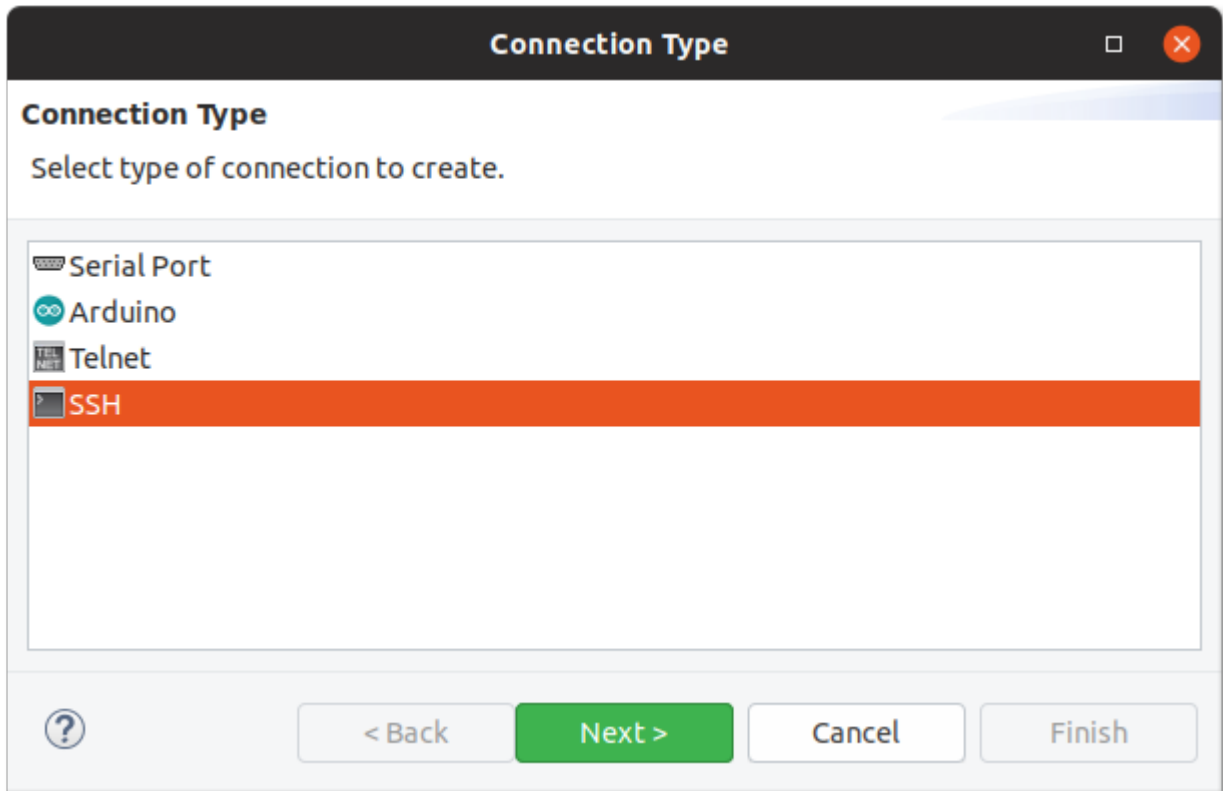 Connection Type
Connection Type
Select type of connection to create.
Serial Port
Arduino
TEL
NET
Telnet
SSH
?
< Back
Next >
Cancel
Finish